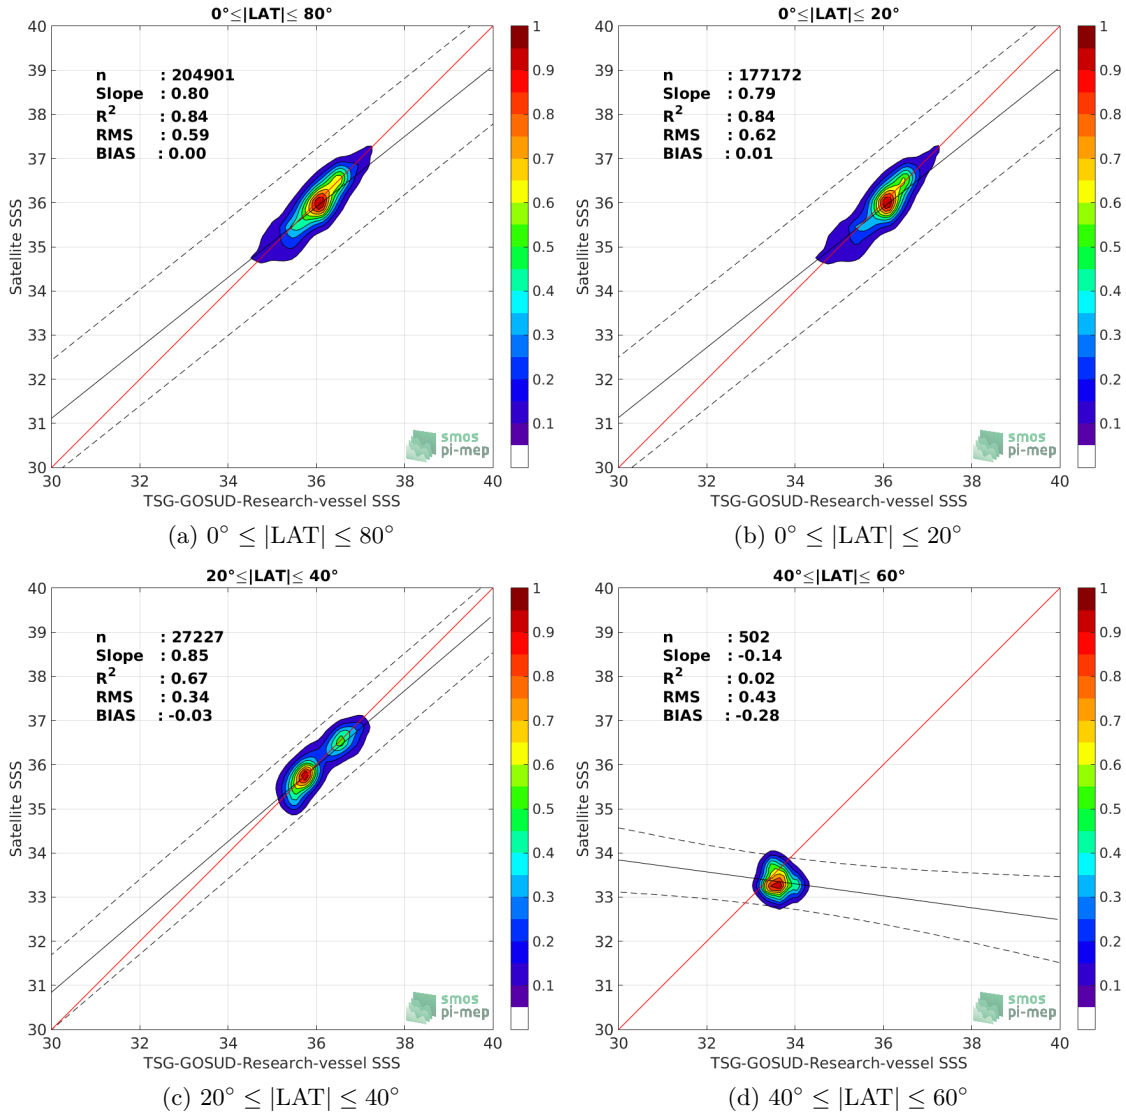 0°≤|LAT|≤ 80°
n : 204901
Slope : 0.80
R² : 0.84
RMS : 0.59
BIAS : 0.00
40
39
38
37
36
35
34
33
32
31
30
30 32 34 36 38 40
Satellite SSS
TSG-GOSUD-Research-vessel SSS
1
0.9
0.8
0.7
0.6
0.5
0.4
0.3
0.2
0.1
smos
pi-mep
(a) 0° ≤ |LAT| ≤ 80°
0°≤|LAT|≤ 20°
n : 177172
Slope : 0.79
R² : 0.84
RMS : 0.62
BIAS : 0.01
40
39
38
37
36
35
34
33
32
31
30
30 32 34 36 38 40
Satellite SSS
TSG-GOSUD-Research-vessel SSS
1
0.9
0.8
0.7
0.6
0.5
0.4
0.3
0.2
0.1
smos
pi-mep
(b) 0° ≤ |LAT| ≤ 20°
20°≤|LAT|≤ 40°
n : 27227
Slope : 0.85
R² : 0.67
RMS : 0.34
BIAS : -0.03
40
39
38
37
36
35
34
33
32
31
30
30 32 34 36 38 40
Satellite SSS
TSG-GOSUD-Research-vessel SSS
1
0.9
0.8
0.7
0.6
0.5
0.4
0.3
0.2
0.1
smos
pi-mep
(c) 20° ≤ |LAT| ≤ 40°
40°≤|LAT|≤ 60°
n : 502
Slope : -0.14
R² : 0.02
RMS : 0.43
BIAS : -0.28
40
39
38
37
36
35
34
33
32
31
30
30 32 34 36 38 40
Satellite SSS
TSG-GOSUD-Research-vessel SSS
1
0.9
0.8
0.7
0.6
0.5
0.4
0.3
0.2
0.1
smos
pi-mep
(d) 40° ≤ |LAT| ≤ 60°